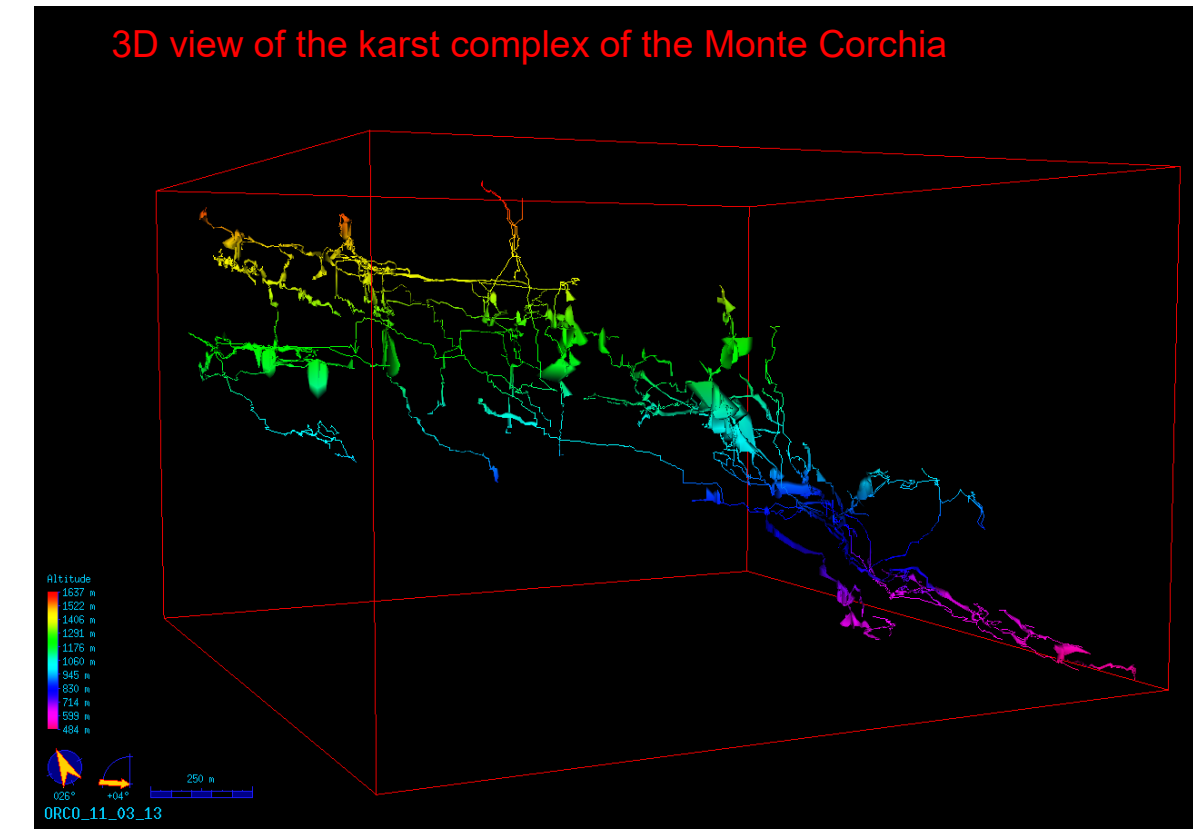 3D view of the karst complex of the Monte Corchia
Altitude
1637 m
1522 m
1406 m
1291 m
1176 m
1060 m
945 m
830 m
714 m
599 m
484 m
026°
+04°
250 m
ORCO_11_03_13